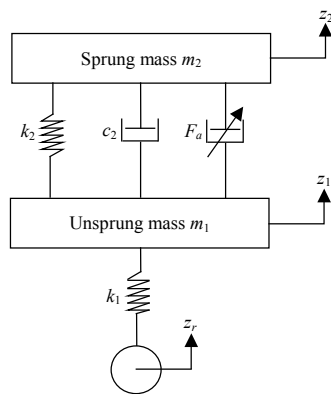 z2
Sprung mass m2
k2
c2
Fa
z1
Unsprung mass m1
k1
zr